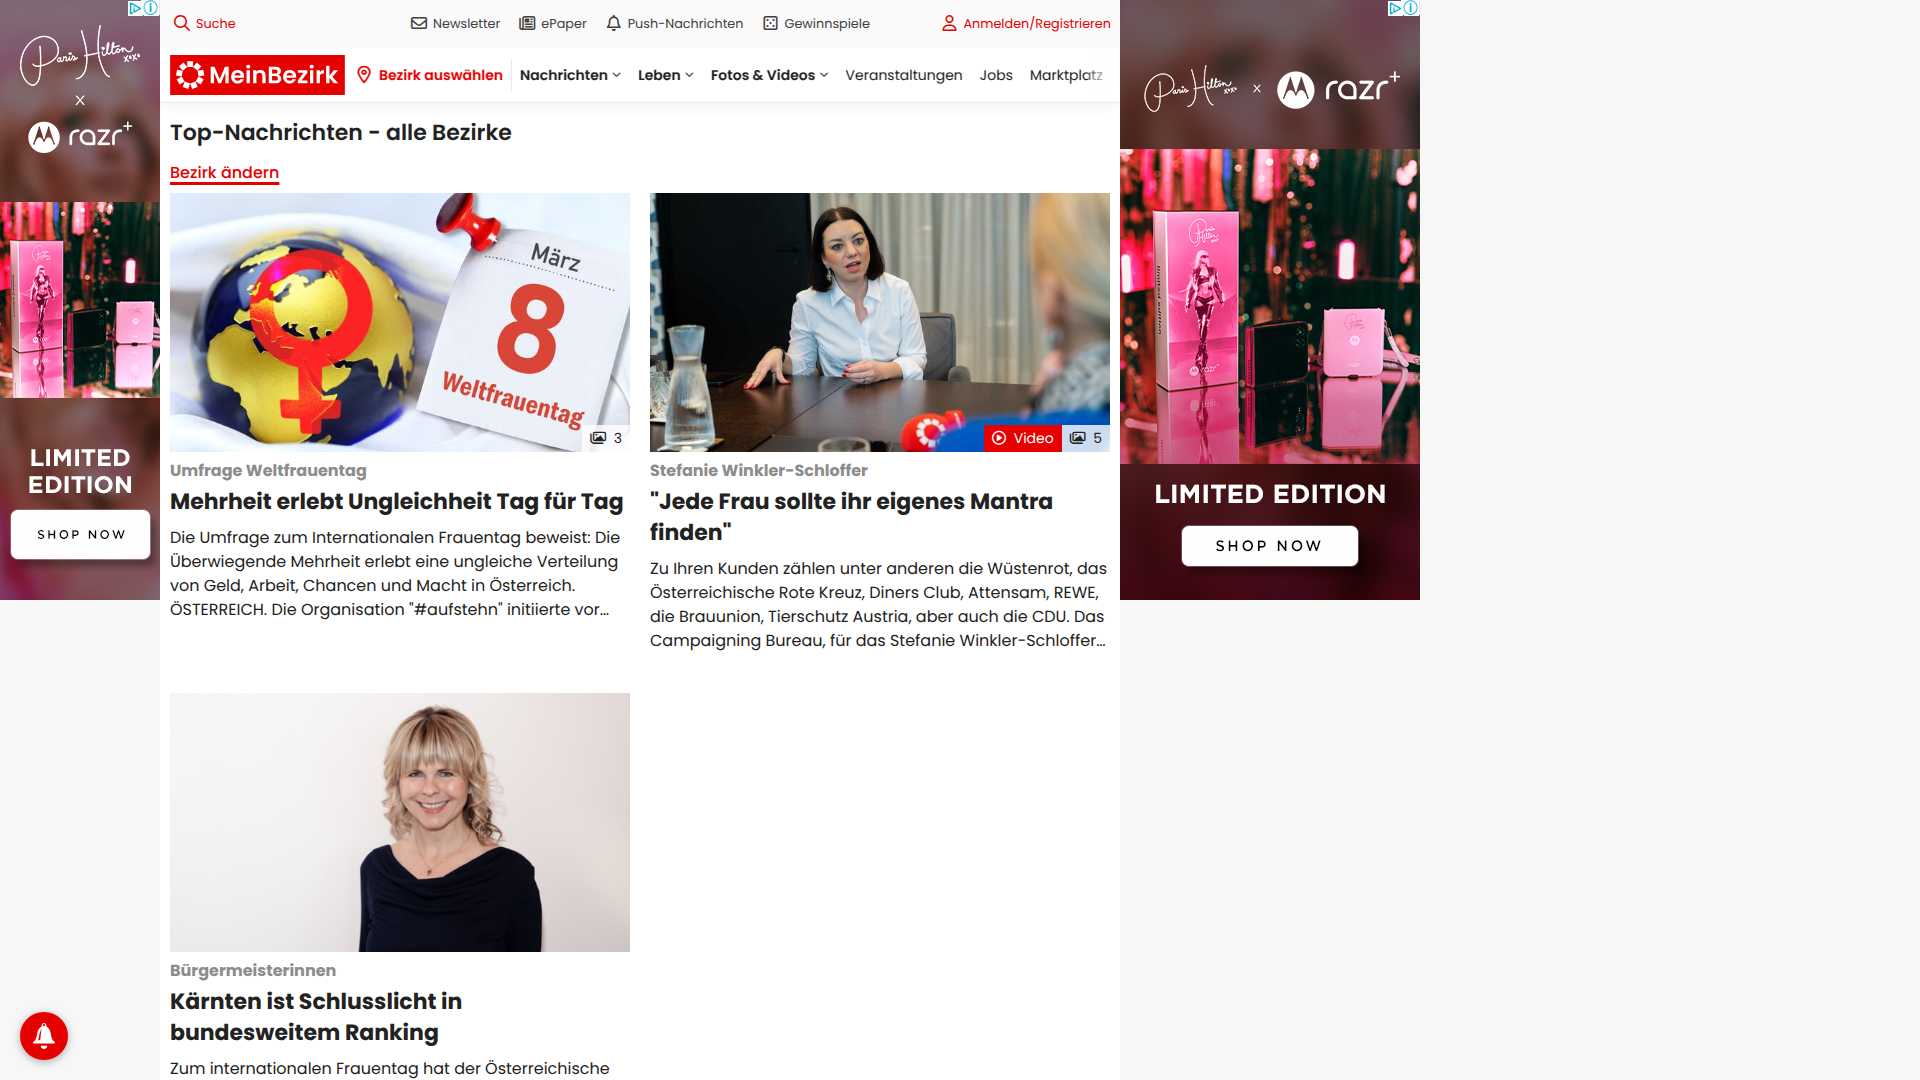 Suche
Newsletter
ePaper
Push-Nachrichten
Gewinnspiele
Anmelden/Registrieren
MeinBezirk
Bezirk auswählen
Nachrichten
Leben
Fotos & Videos
Veranstaltungen
Jobs
Marktplatz
Top-Nachrichten - alle Bezirke
Bezirk ändern
März
8
Weltfrauentag
3
Umfrage Weltfrauentag
Mehrheit erlebt Ungleichheit Tag für Tag
Die Umfrage zum Internationalen Frauentag beweist: Die
Überwiegende Mehrheit erlebt eine ungleiche Verteilung
von Geld, Arbeit, Chancen und Macht in Österreich.
ÖSTERREICH. Die Organisation "#aufstehn" initiierte vor...
Video
5
Stefanie Winkler-Schloffer
"Jede Frau sollte ihr eigenes Mantra
finden"
Zu Ihren Kunden zählen unter anderen die Wüstenrot, das
Österreichische Rote Kreuz, Diners Club, Attensam, REWE,
die Brauunion, Tierschutz Austria, aber auch die CDU. Das
Campaigning Bureau, für das Stefanie Winkler-Schloffer...
Bürgermeisterinnen
Kärnten ist Schlusslicht in
bundesweitem Ranking
Zum internationalen Frauentag hat der Österreichische
Paris Hilton
xoxo
X
razr+
LIMITED
EDITION
SHOP NOW
Paris Hilton
xoxo
X
razr+
Paris Hilton
limited edition
razr+
LIMITED EDITION
SHOP NOW